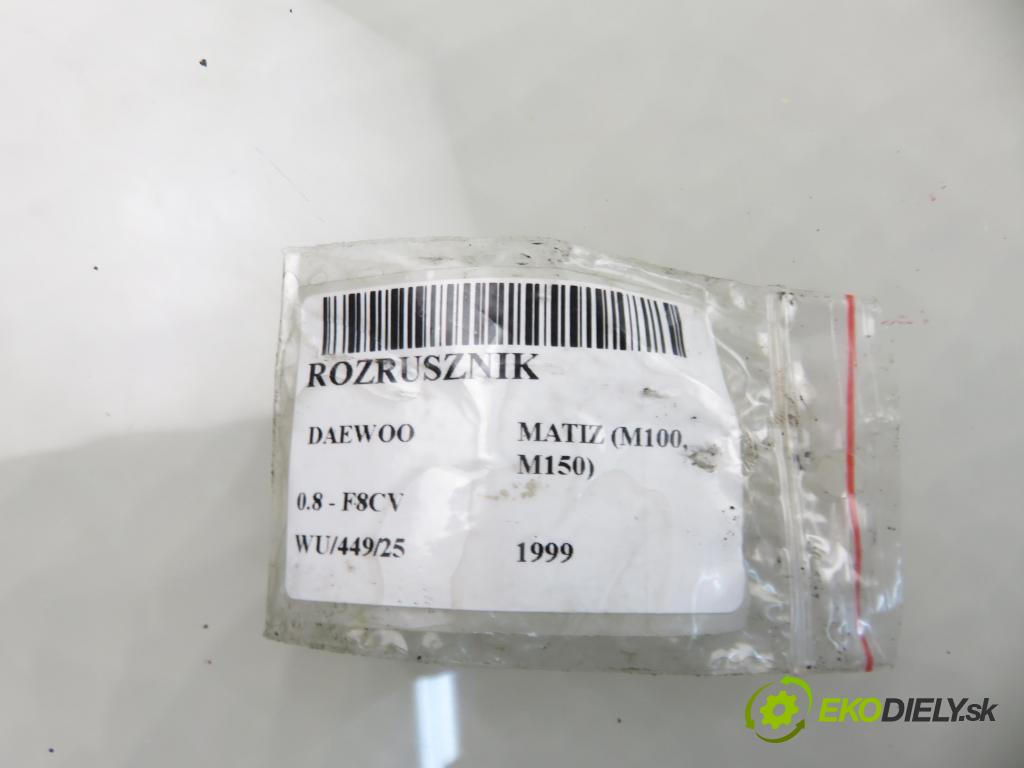 ROZRUSZNIK
DAEWOO MATIZ (M100,
M150)
0.8 - F8CV
WU/449/25 1999
EKODIELY.sk